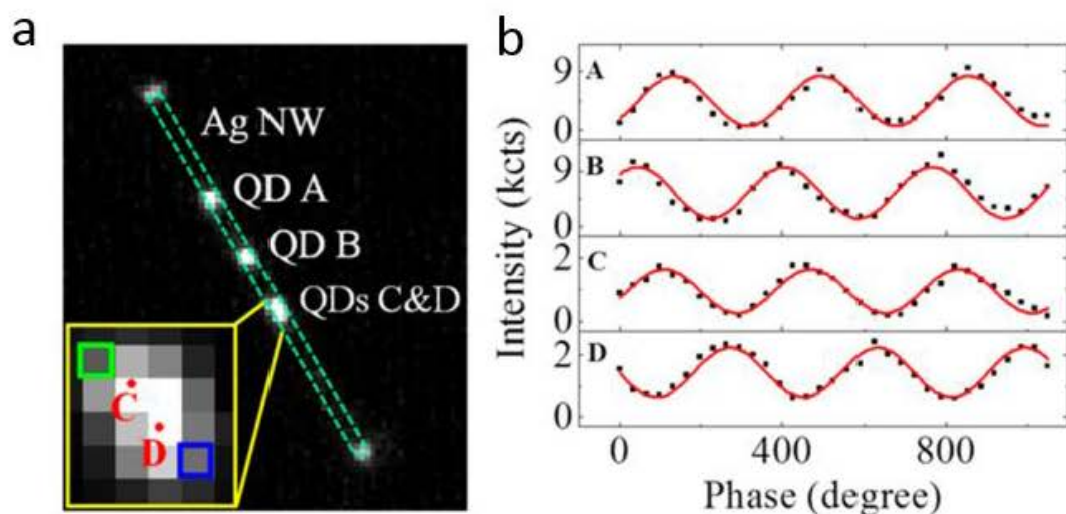 a
Ag NW
QD A
QD B
QDs C&D
C
D
b
Intensity (kcts)
A
9
0
B
9
0
C
2
0
D
2
0
0 400 800
Phase (degree)